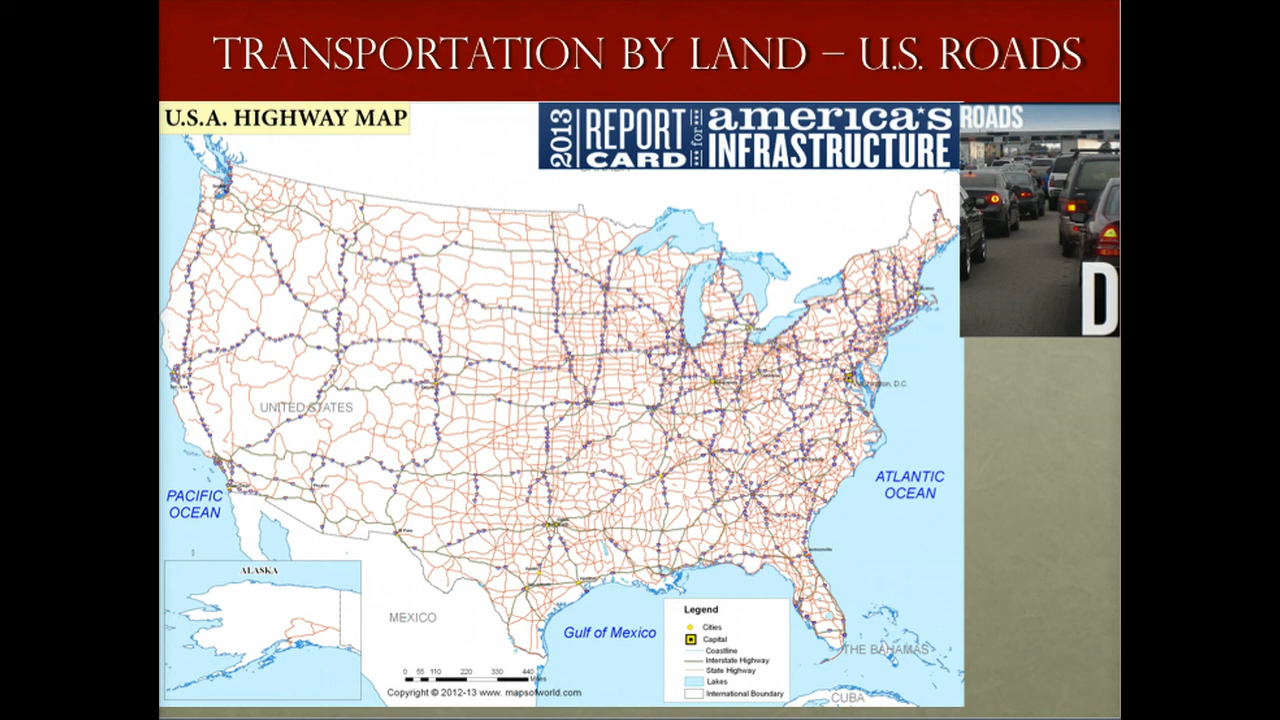 TRANSPORTATION BY LAND – U.S. ROADS
U.S.A. HIGHWAY MAP
2013 REPORT CARD for america's INFRASTRUCTURE
ROADS
D
UNITED STATES
Washington, D.C.
PACIFIC
OCEAN
ATLANTIC
OCEAN
ALASKA
MEXICO
Gulf of Mexico
THE BAHAMAS
CUBA
Legend
Cities
Capital
Coastline
Interstate Highway
State Highway
Lakes
International Boundary
0 55 110 220 330 440
Miles
Copyright © 2012-13 www. mapsofworld.com